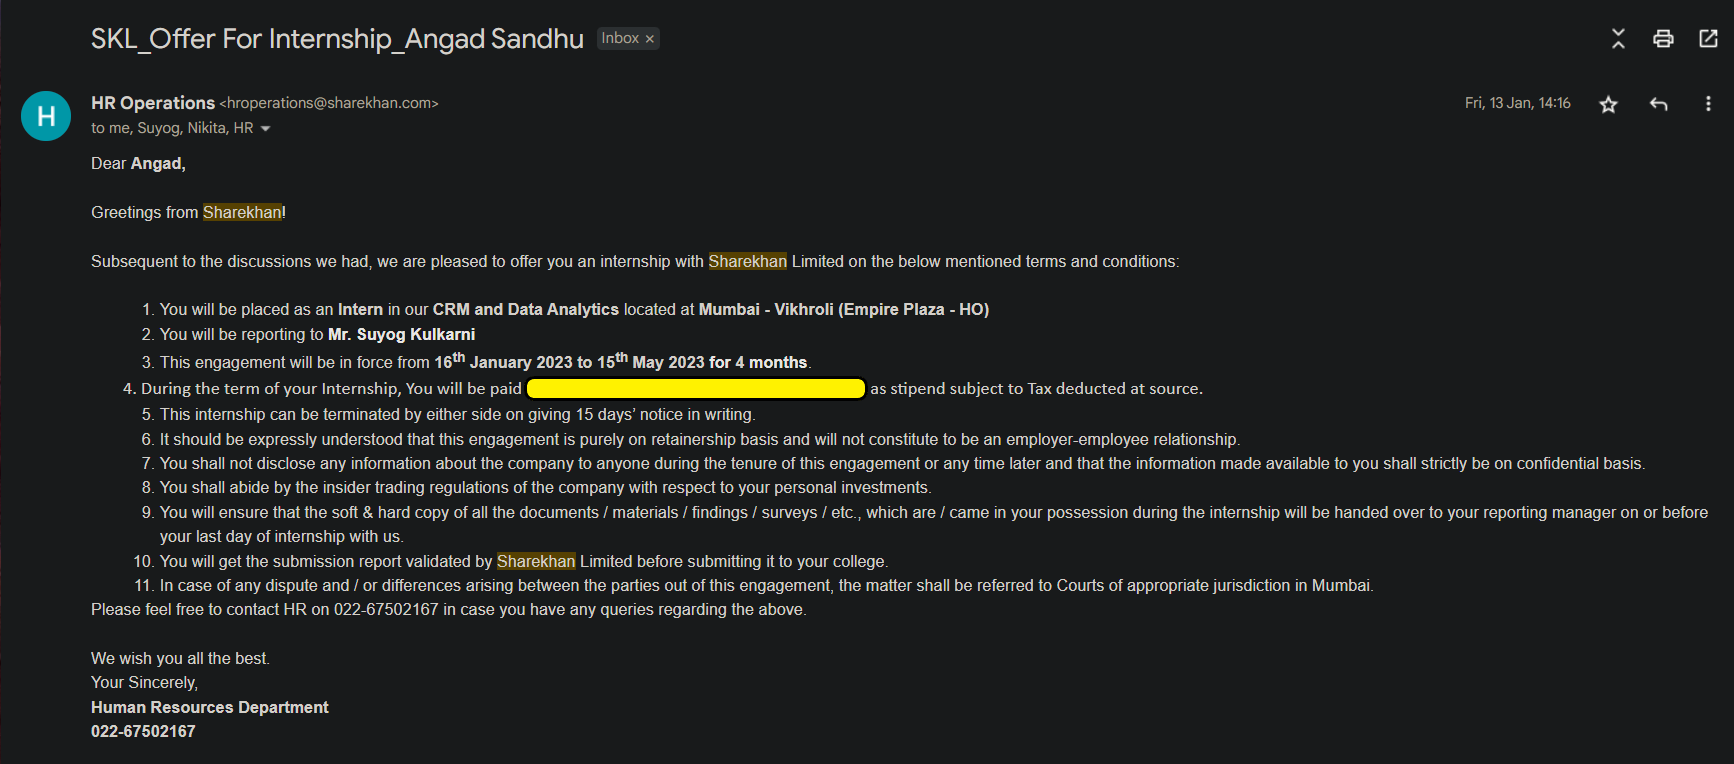 SKL_Offer For Internship_Angad Sandhu Inbox ×
H
HR Operations <hroperations@sharekhan.com> Fri, 13 Jan, 14:16
to me, Suyog, Nikita, HR
Dear Angad,
Greetings from Sharekhan!
Subsequent to the discussions we had, we are pleased to offer you an internship with Sharekhan Limited on the below mentioned terms and conditions:
1. You will be placed as an Intern in our CRM and Data Analytics located at Mumbai - Vikhroli (Empire Plaza - HO)
2. You will be reporting to Mr. Suyog Kulkarni
3. This engagement will be in force from 16th January 2023 to 15th May 2023 for 4 months.
4. During the term of your Internship, You will be paid as stipend subject to Tax deducted at source.
5. This internship can be terminated by either side on giving 15 days’ notice in writing.
6. It should be expressly understood that this engagement is purely on retainership basis and will not constitute to be an employer-employee relationship.
7. You shall not disclose any information about the company to anyone during the tenure of this engagement or any time later and that the information made available to you shall strictly be on confidential basis.
8. You shall abide by the insider trading regulations of the company with respect to your personal investments.
9. You will ensure that the soft & hard copy of all the documents / materials / findings / surveys / etc., which are / came in your possession during the internship will be handed over to your reporting manager on or before
your last day of internship with us.
10. You will get the submission report validated by Sharekhan Limited before submitting it to your college.
11. In case of any dispute and / or differences arising between the parties out of this engagement, the matter shall be referred to Courts of appropriate jurisdiction in Mumbai.
Please feel free to contact HR on 022-67502167 in case you have any queries regarding the above.
We wish you all the best.
Your Sincerely,
Human Resources Department
022-67502167